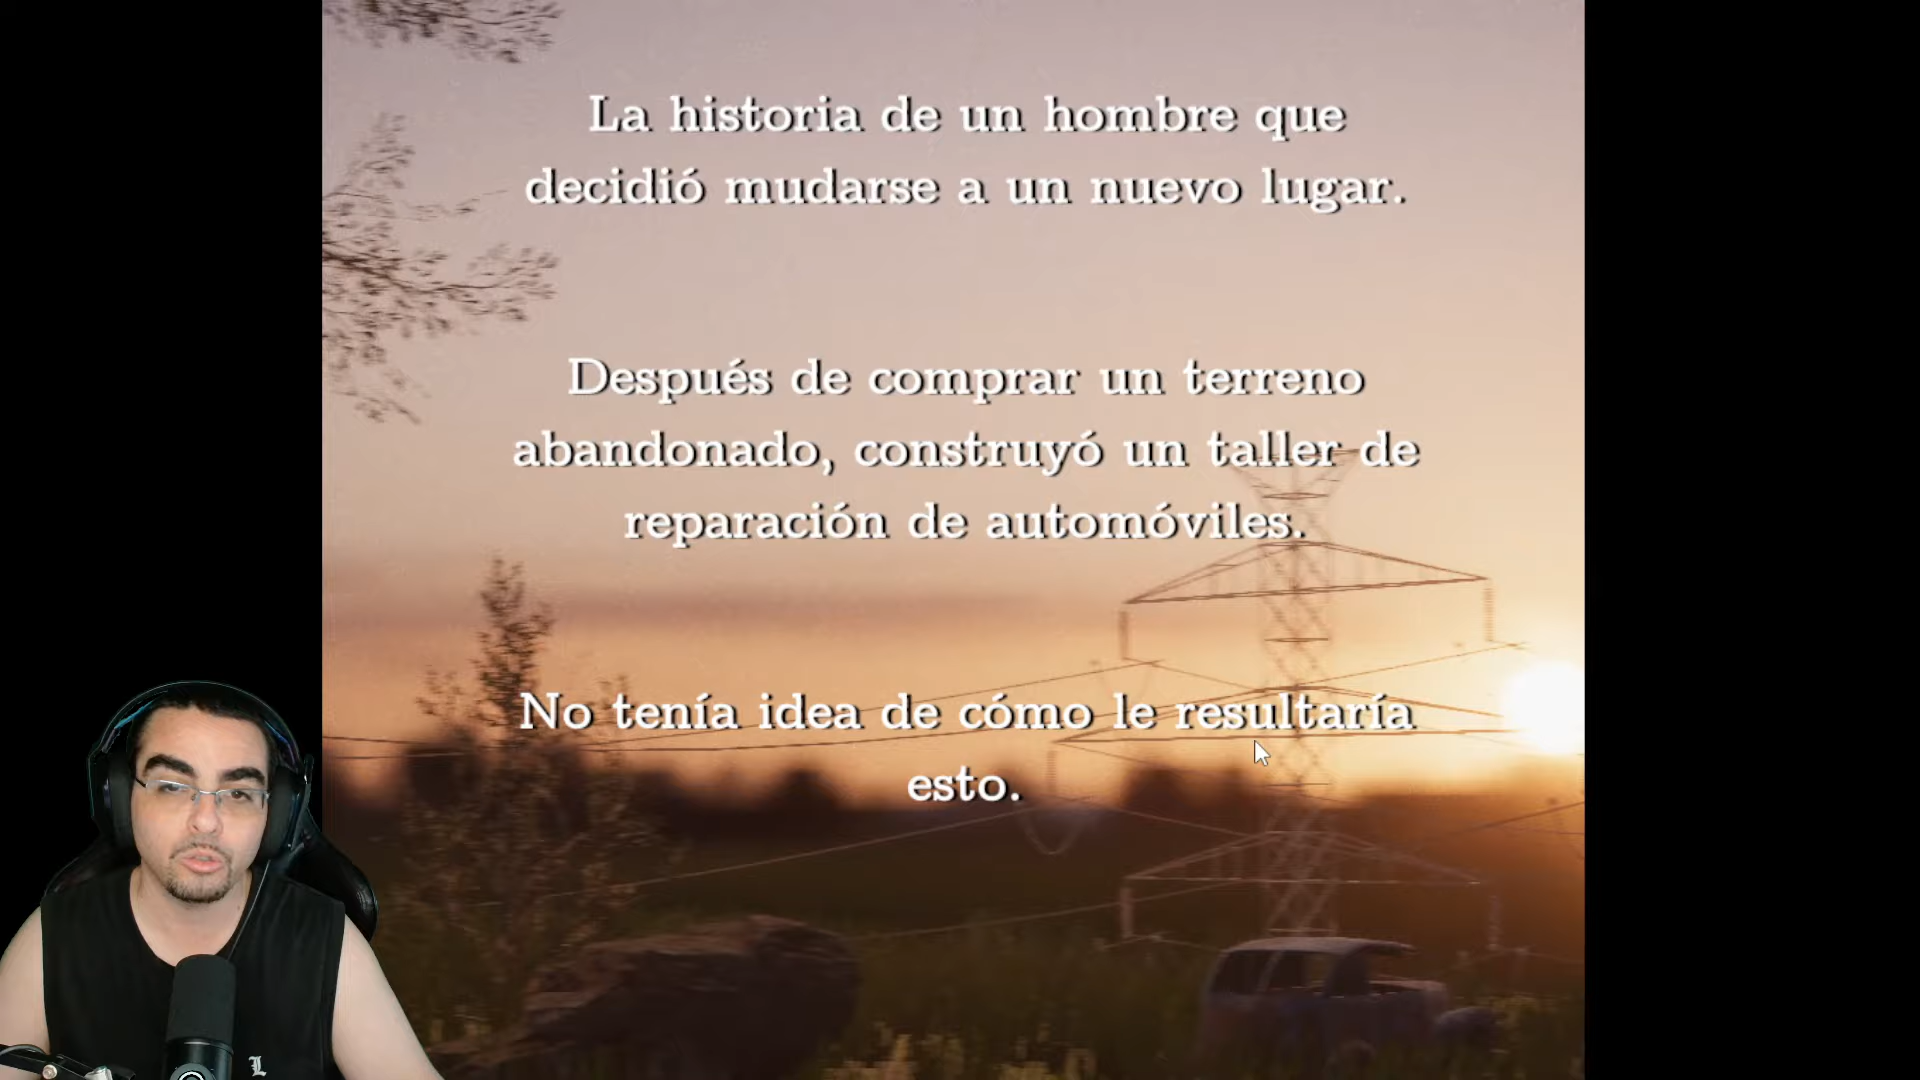 La historia de un hombre que
decidió mudarse a un nuevo lugar.
Después de comprar un terreno
abandonado, construyó un taller de
reparación de automóviles.
No tenía idea de cómo le resultaría
esto.
L